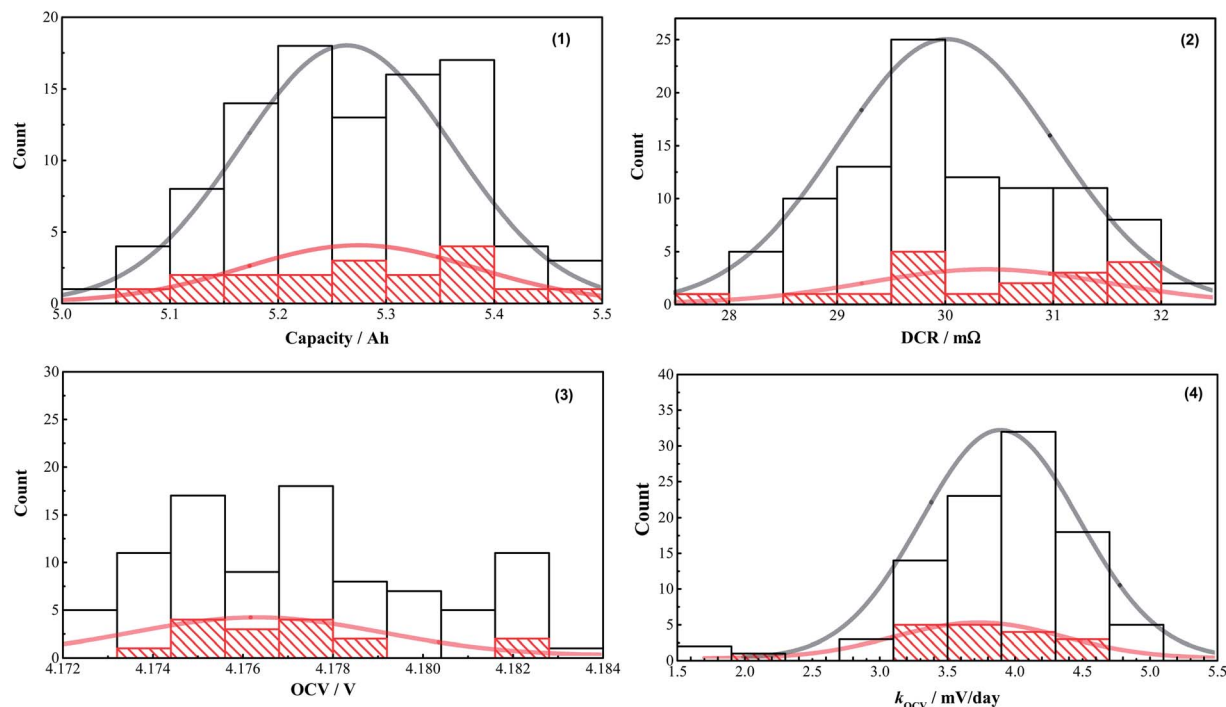 20
15
10
5
0
Count
(1)
5.0 5.1 5.2 5.3 5.4 5.5
Capacity / Ah
25
20
15
10
5
0
Count
(2)
28 29 30 31 32
DCR / mΩ
30
25
20
15
10
5
0
Count
(3)
4.172 4.174 4.176 4.178 4.180 4.182 4.184
OCV / V
40
35
30
25
20
15
10
5
0
Count
(4)
1.5 2.0 2.5 3.0 3.5 4.0 4.5 5.0 5.5
kOCV / mV/day